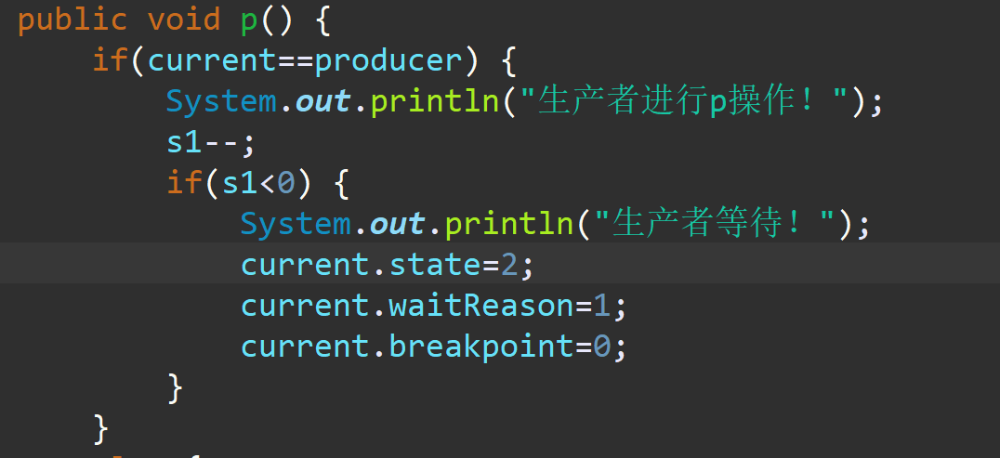 public void p() {
if(current==producer) {
System.out.println("生产者进行p操作！");
s1--;
if(s1<0) {
System.out.println("生产者等待！");
current.state=2;
current.waitReason=1;
current.breakpoint=0;
}
}